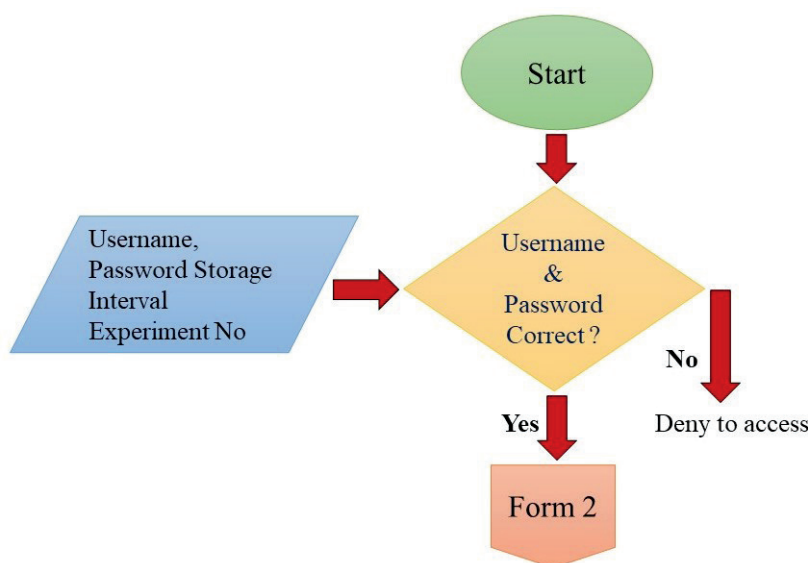 Start
Username,
Password Storage
Interval
Experiment No
Username
&
Password
Correct ?
No
Deny to access
Yes
Form 2